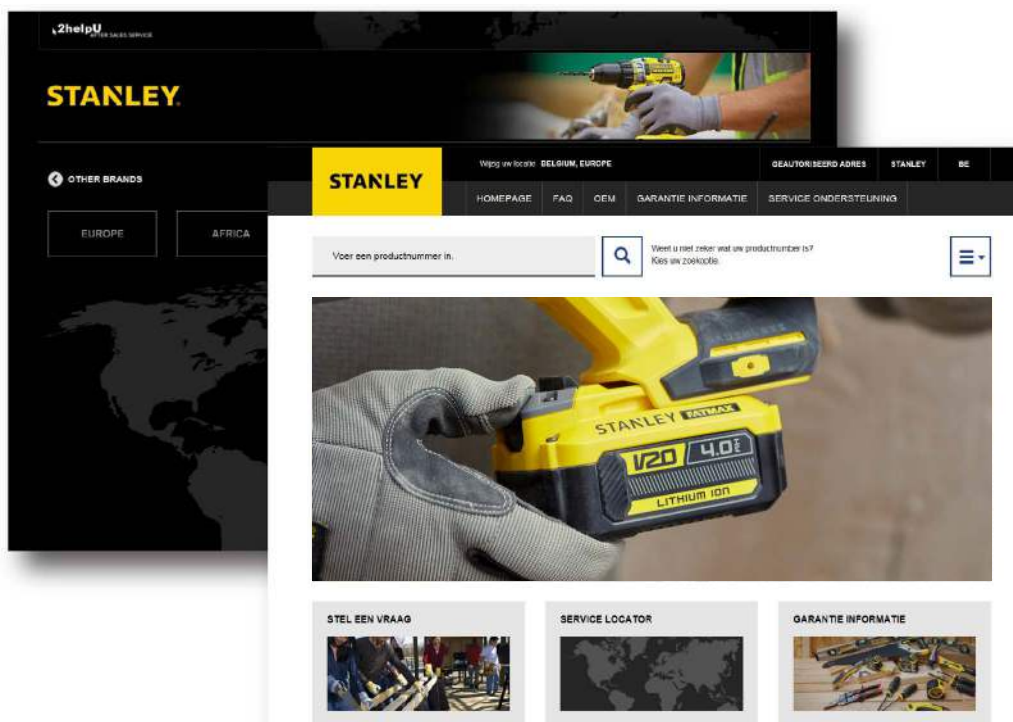 2helpU
AFTER SALES SERVICE
STANLEY.
OTHER BRANDS
EUROPE
AFRICA
STANLEY
Wijzig uw locatie BELGIUM, EUROPE
GEAUTORISEERD ADRES
STANLEY
BE
HOMEPAGE
FAQ
OEM
GARANTIE INFORMATIE
SERVICE ONDERSTEUNING
Voer een productnummer in.
Weet u niet zeker wat uw productnumber is?
Kies uw zoekoptie.
STANLEY FATMAX
V20
4.0
LITHIUM ION
STEL EEN VRAAG
SERVICE LOCATOR
GARANTIE INFORMATIE